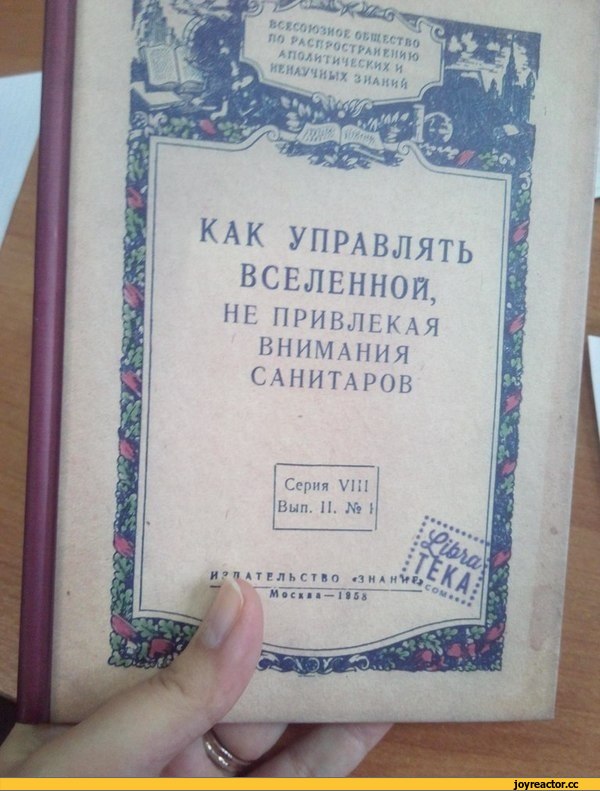 ВСЕСОЮЗНОЕ ОБЩЕСТВО
ПО РАСПРОСТРАНЕНИЮ
АПОЛИТИЧЕСКИХ И
НЕНАУЧНЫХ ЗНАНИЙ
КАК УПРАВЛЯТЬ
ВСЕЛЕННОЙ,
НЕ ПРИВЛЕКАЯ
ВНИМАНИЯ
САНИТАРОВ
Серия VIII
Вып. II. № 1
Libra
ТЕКА
.COM
ИЗДАТЕЛЬСТВО «ЗНАНИЕ
Москва—1958
joyreactor.cc